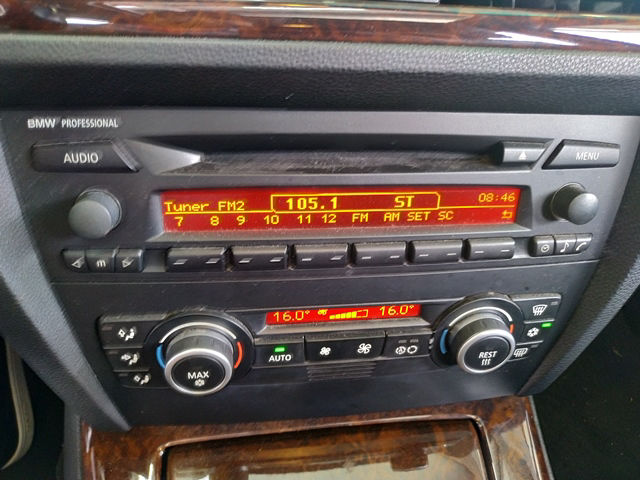 BMW PROFESSIONAL
AUDIO
MENU
Tuner FM2 105.1 ST 08:46
7 8 9 10 11 12 FM AM SET SC
m
16.0° 16.0°
AUTO
MAX
REST